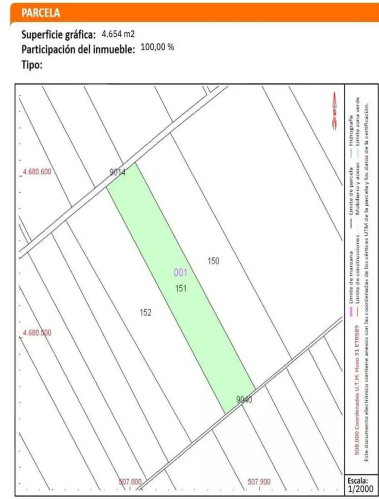 PARCELA
Superficie gráfica: 4.654 m2
Participación del inmueble: 100,00 %
Tipo:
4.680.600
9014
150
001
151
152
4.680.500
9040
507.800
507.900
Límite de manzana
Límite de parcela
Hidrografía
508.000 Coordenadas U.T.M. Huso 31 ETRS89
Límite de construcciones
Mobiliario y aceras
Límite zona verde
Este documento electrónico contiene anexos con las coordenadas de los vértices UTM de la parcela y los datos de la certificación.
Escala:
1/2000